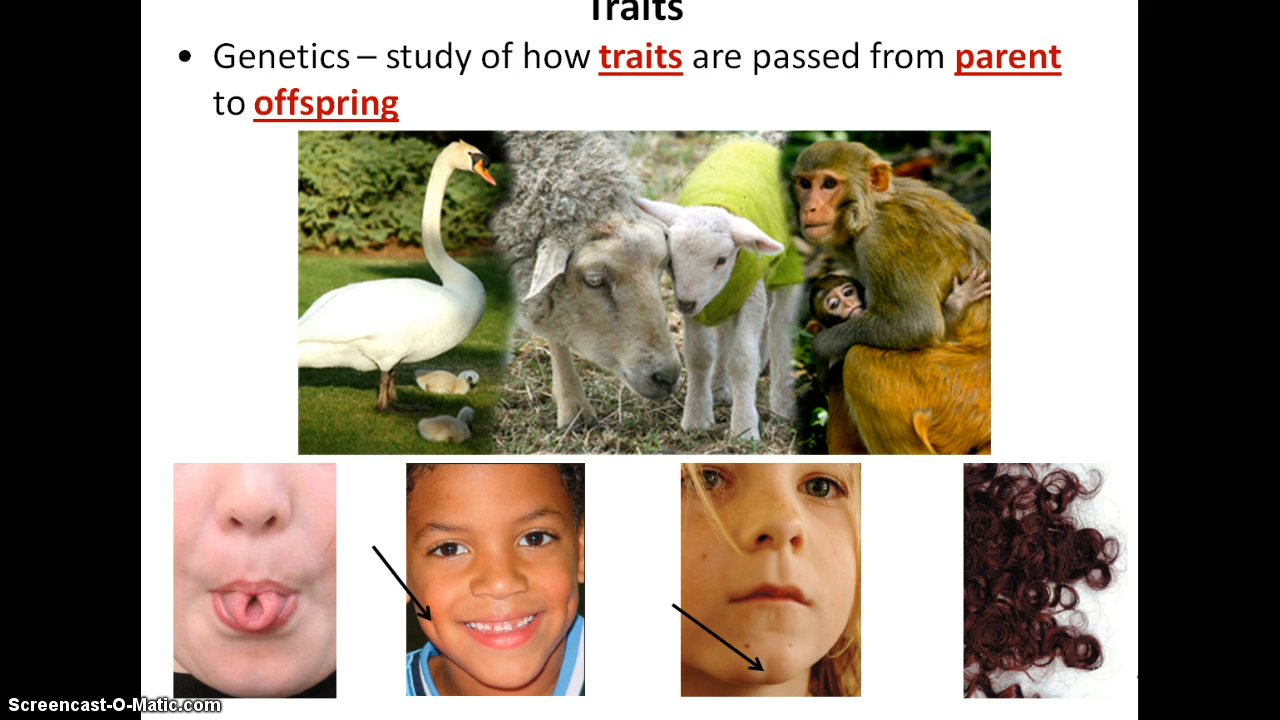 Traits
• Genetics – study of how traits are passed from parent
to offspring
Screencast-O-Matic.com